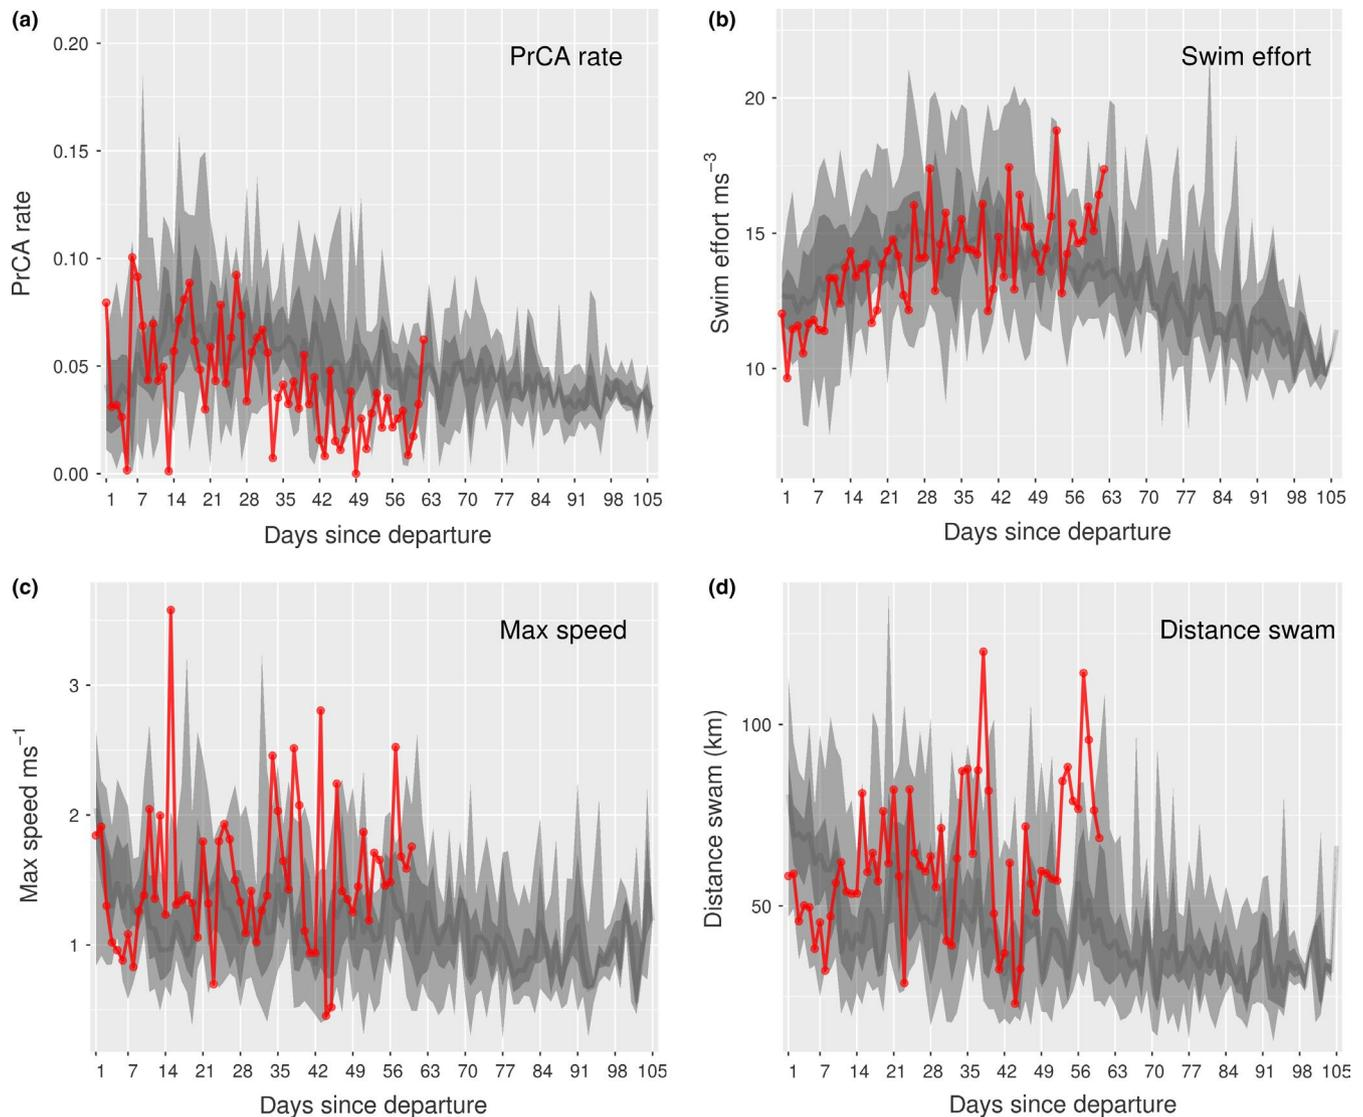 (a)
PrCA rate
0.20
0.15
0.10
0.05
0.00
PrCA rate
1 7 14 21 28 35 42 49 56 63 70 77 84 91 98 105
Days since departure
(b)
Swim effort
20
15
10
Swim effort ms⁻³
1 7 14 21 28 35 42 49 56 63 70 77 84 91 98 105
Days since departure
(c)
Max speed
3
2
1
Max speed ms⁻¹
1 7 14 21 28 35 42 49 56 63 70 77 84 91 98 105
Days since departure
(d)
Distance swam
100
50
Distance swam (km)
1 7 14 21 28 35 42 49 56 63 70 77 84 91 98 105
Days since departure